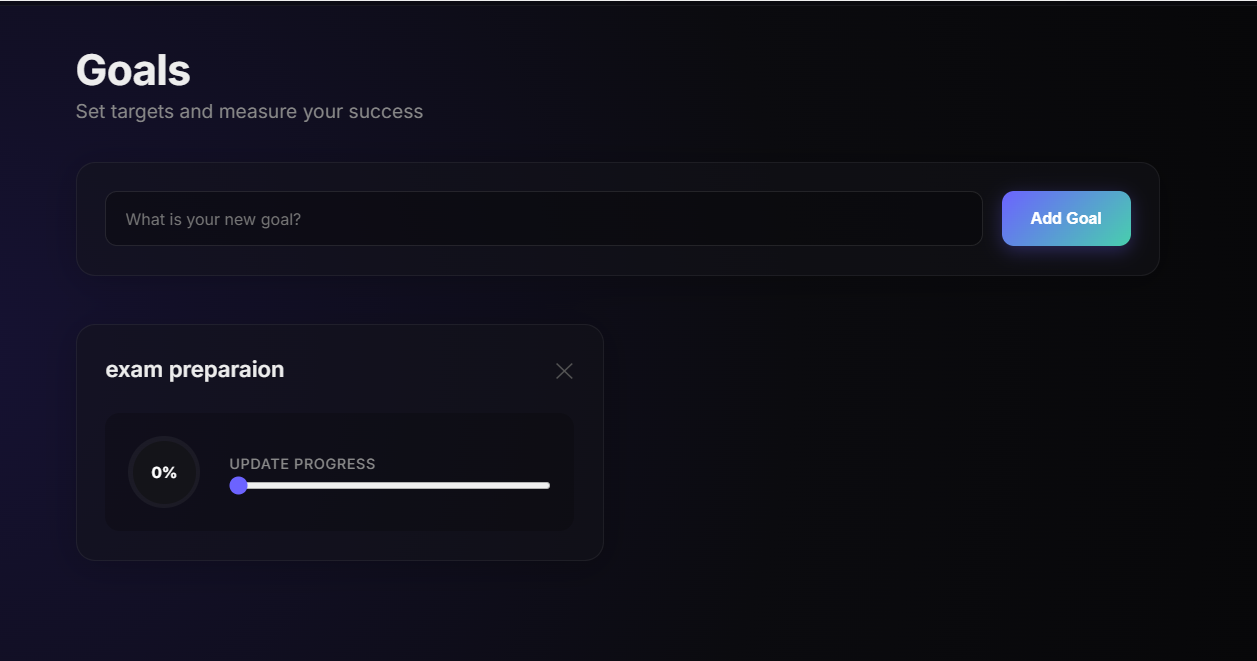 Goals
Set targets and measure your success
What is your new goal?
Add Goal
exam preparaion
0%
UPDATE PROGRESS